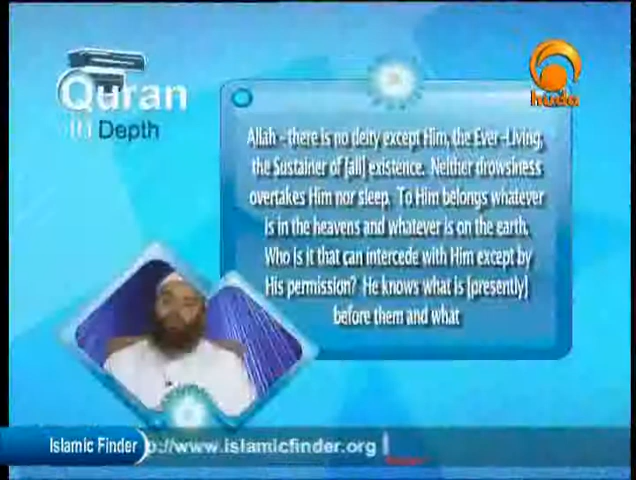 Quran
in Depth
huda
Allah - there is no deity except Him, the Ever-Living,
the Sustainer of [all] existence. Neither drowsiness
overtakes Him nor sleep. To Him belongs whatever
is in the heavens and whatever is on the earth.
Who is it that can intercede with Him except by
His permission? He knows what is [presently]
before them and what
Islamic Finder
p://www.islamicfinder.org